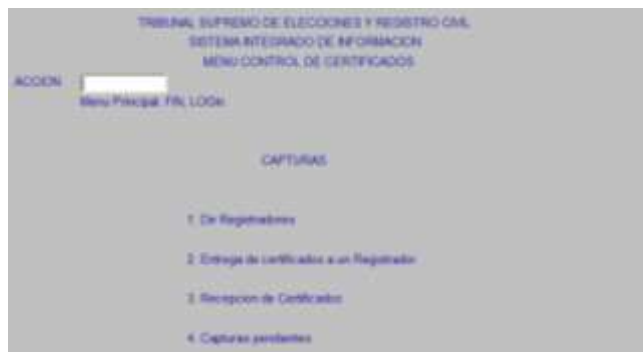 TRIBUNAL SUPREMO DE ELECCIONES Y REGISTRO CIVIL
SISTEMA INTEGRADO DE INFORMACION
MENU CONTROL DE CERTIFICADOS
ACCION
Menu Principal, FIN, LOGin
CAPTURAS
1. De Registradores
2. Entrega de certificados a un Registrador
3. Recepcion de Certificados
4. Capturas pendientes